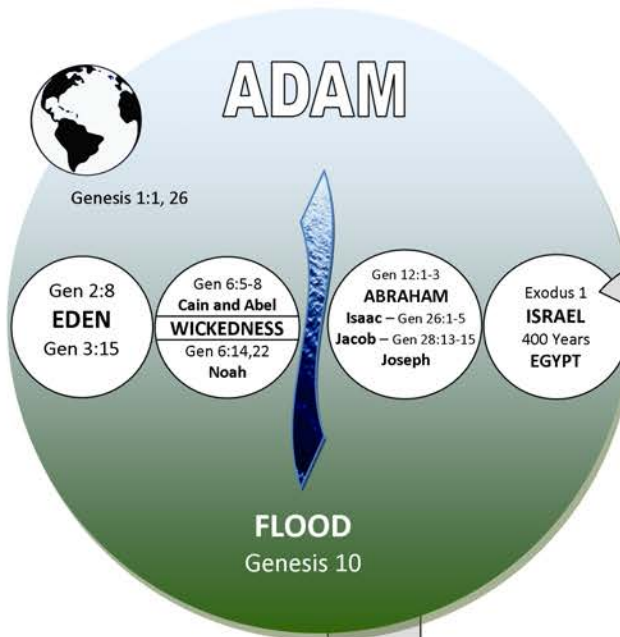 ADAM
Genesis 1:1, 26
Gen 2:8
EDEN
Gen 3:15
Gen 6:5-8
Cain and Abel
WICKEDNESS
Gen 6:14,22
Noah
Gen 12:1-3
ABRAHAM
Isaac – Gen 26:1-5
Jacob – Gen 28:13-15
Joseph
Exodus 1
ISRAEL
400 Years
EGYPT
FLOOD
Genesis 10